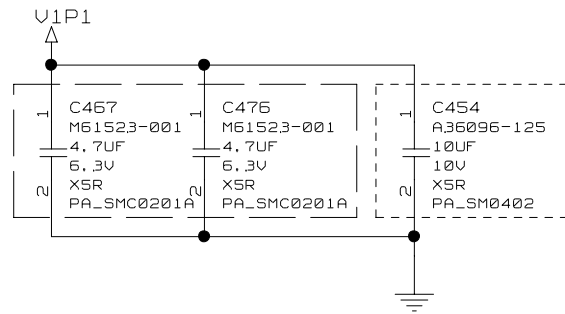 V1P1
1
C467
M61523-001
4.7UF
6.3V
2
X5R
PA_SMC0201A
1
C476
M61523-001
4.7UF
6.3V
2
X5R
PA_SMC0201A
1
C454
A36096-125
10UF
10V
2
X5R
PA_SM0402